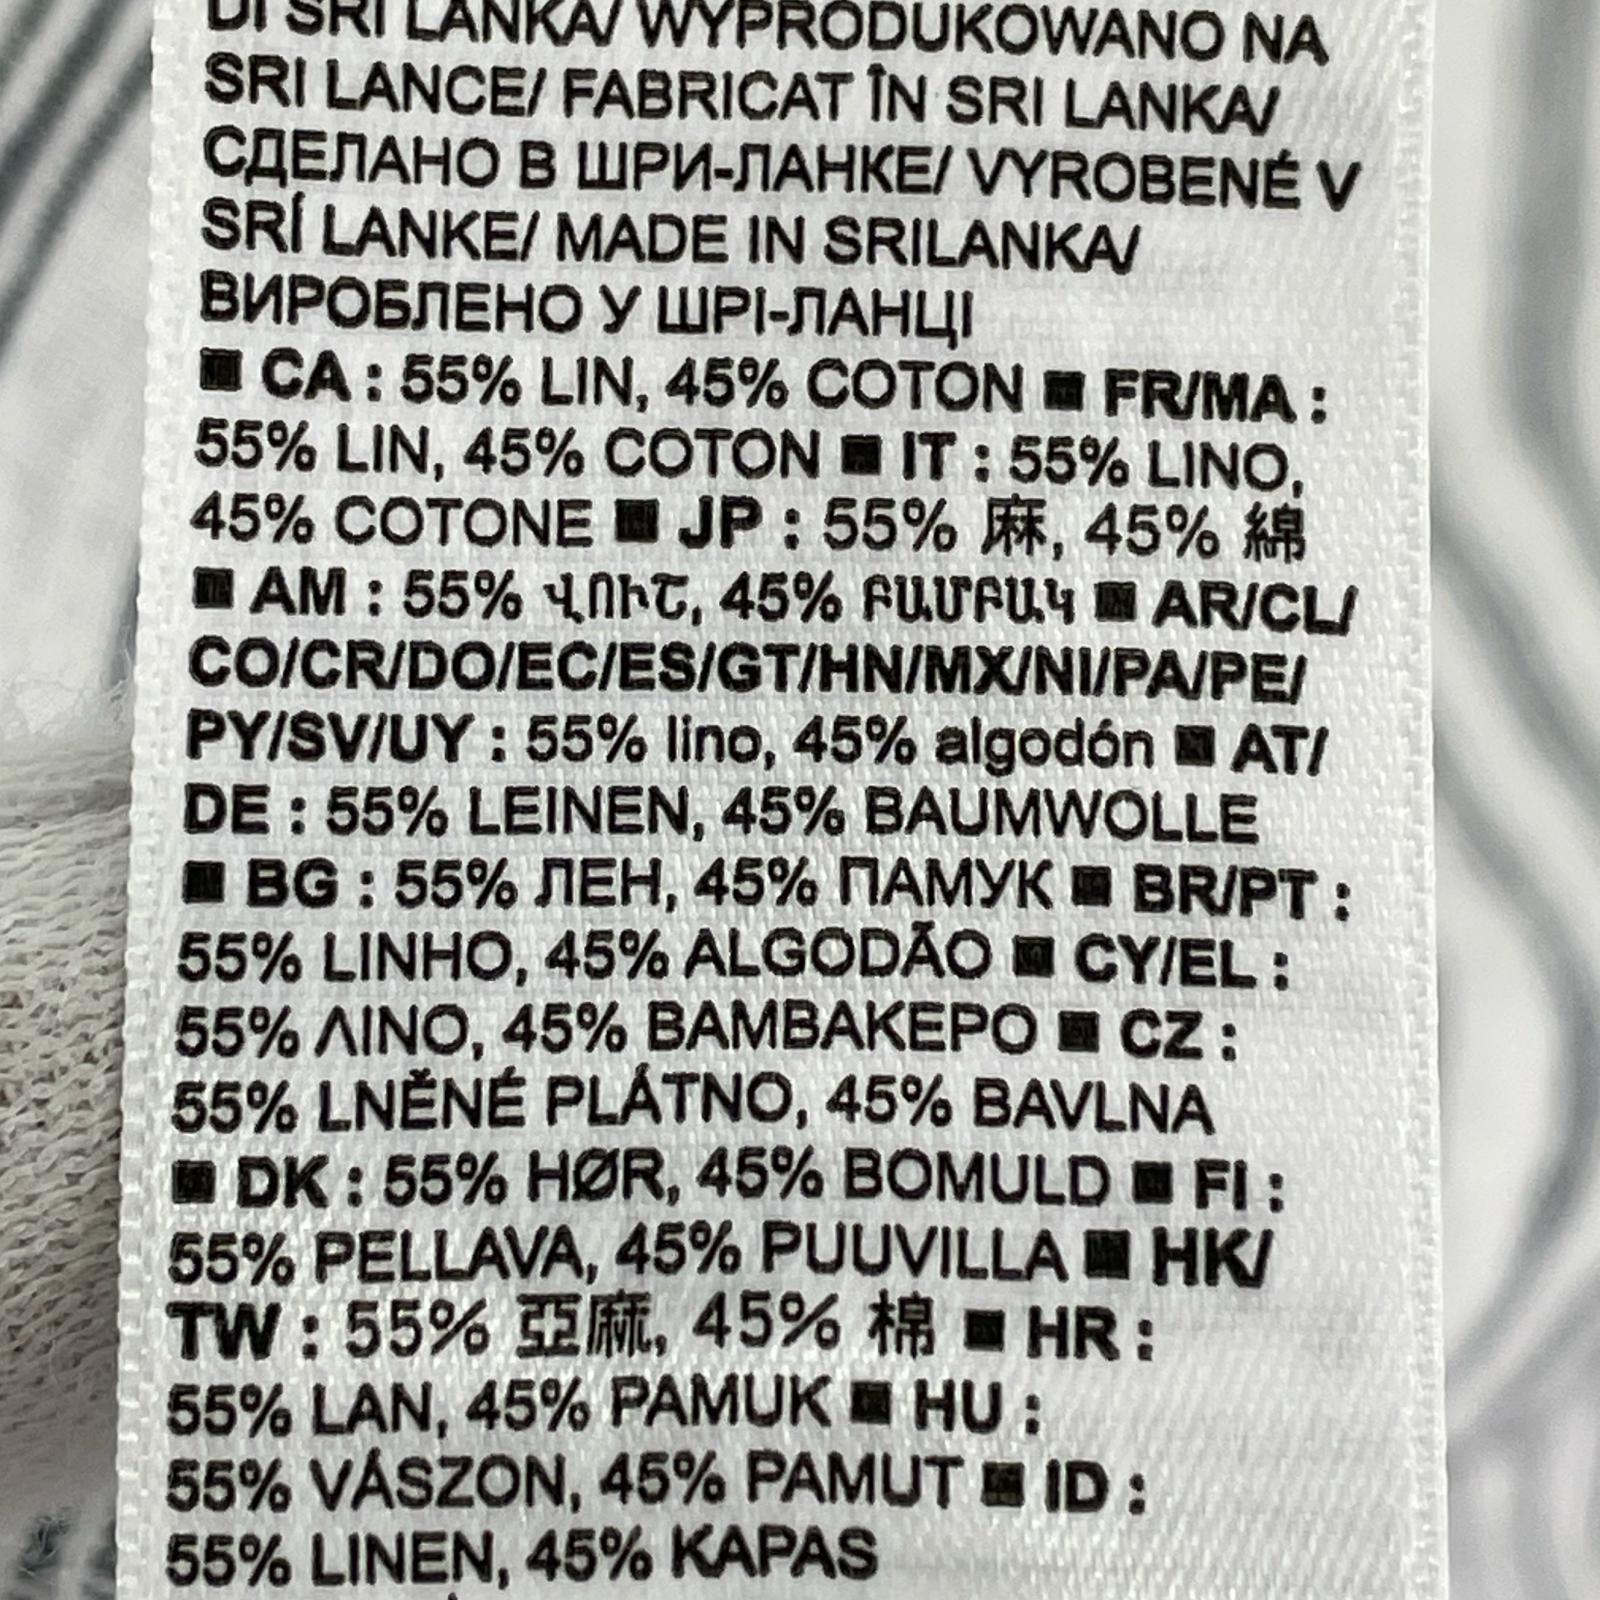 DI SRI LANKA/ WYPRODUKOWANO NA
SRI LANCE/ FABRICAT ÎN SRI LANKA/
СДЕЛАНО В ШРИ-ЛАНКЕ/ VYROBENÉ V
SRÍ LANKE/ MADE IN SRILANKA/
ВИРОБЛЕНО У ШРІ-ЛАНЦІ
■ CA : 55% LIN, 45% COTON ■ FR/MA :
55% LIN, 45% COTON ■ IT : 55% LINO,
45% COTONE ■ JP : 55% 麻, 45% 綿
■ AM : 55% ՎՈՒՇ, 45% ԲԱՄԲԱԿ ■ AR/CL/
CO/CR/DO/EC/ES/GT/HN/MX/NI/PA/PE/
PY/SV/UY : 55% lino, 45% algodón ■ AT/
DE : 55% LEINEN, 45% BAUMWOLLE
■ BG : 55% ЛЕН, 45% ПАМУК ■ BR/PT :
55% LINHO, 45% ALGODÃO ■ CY/EL :
55% ΛΙΝΟ, 45% ΒΑΜΒΑΚΕΡΟ ■ CZ :
55% LNĚNÉ PLÁTNO, 45% BAVLNA
■ DK : 55% HØR, 45% BOMULD ■ FI :
55% PELLAVA, 45% PUUVILLA ■ HK/
TW : 55% 亞麻, 45% 棉 ■ HR :
55% LAN, 45% PAMUK ■ HU :
55% VÁSZON, 45% PAMUT ■ ID :
55% LINEN, 45% KAPAS